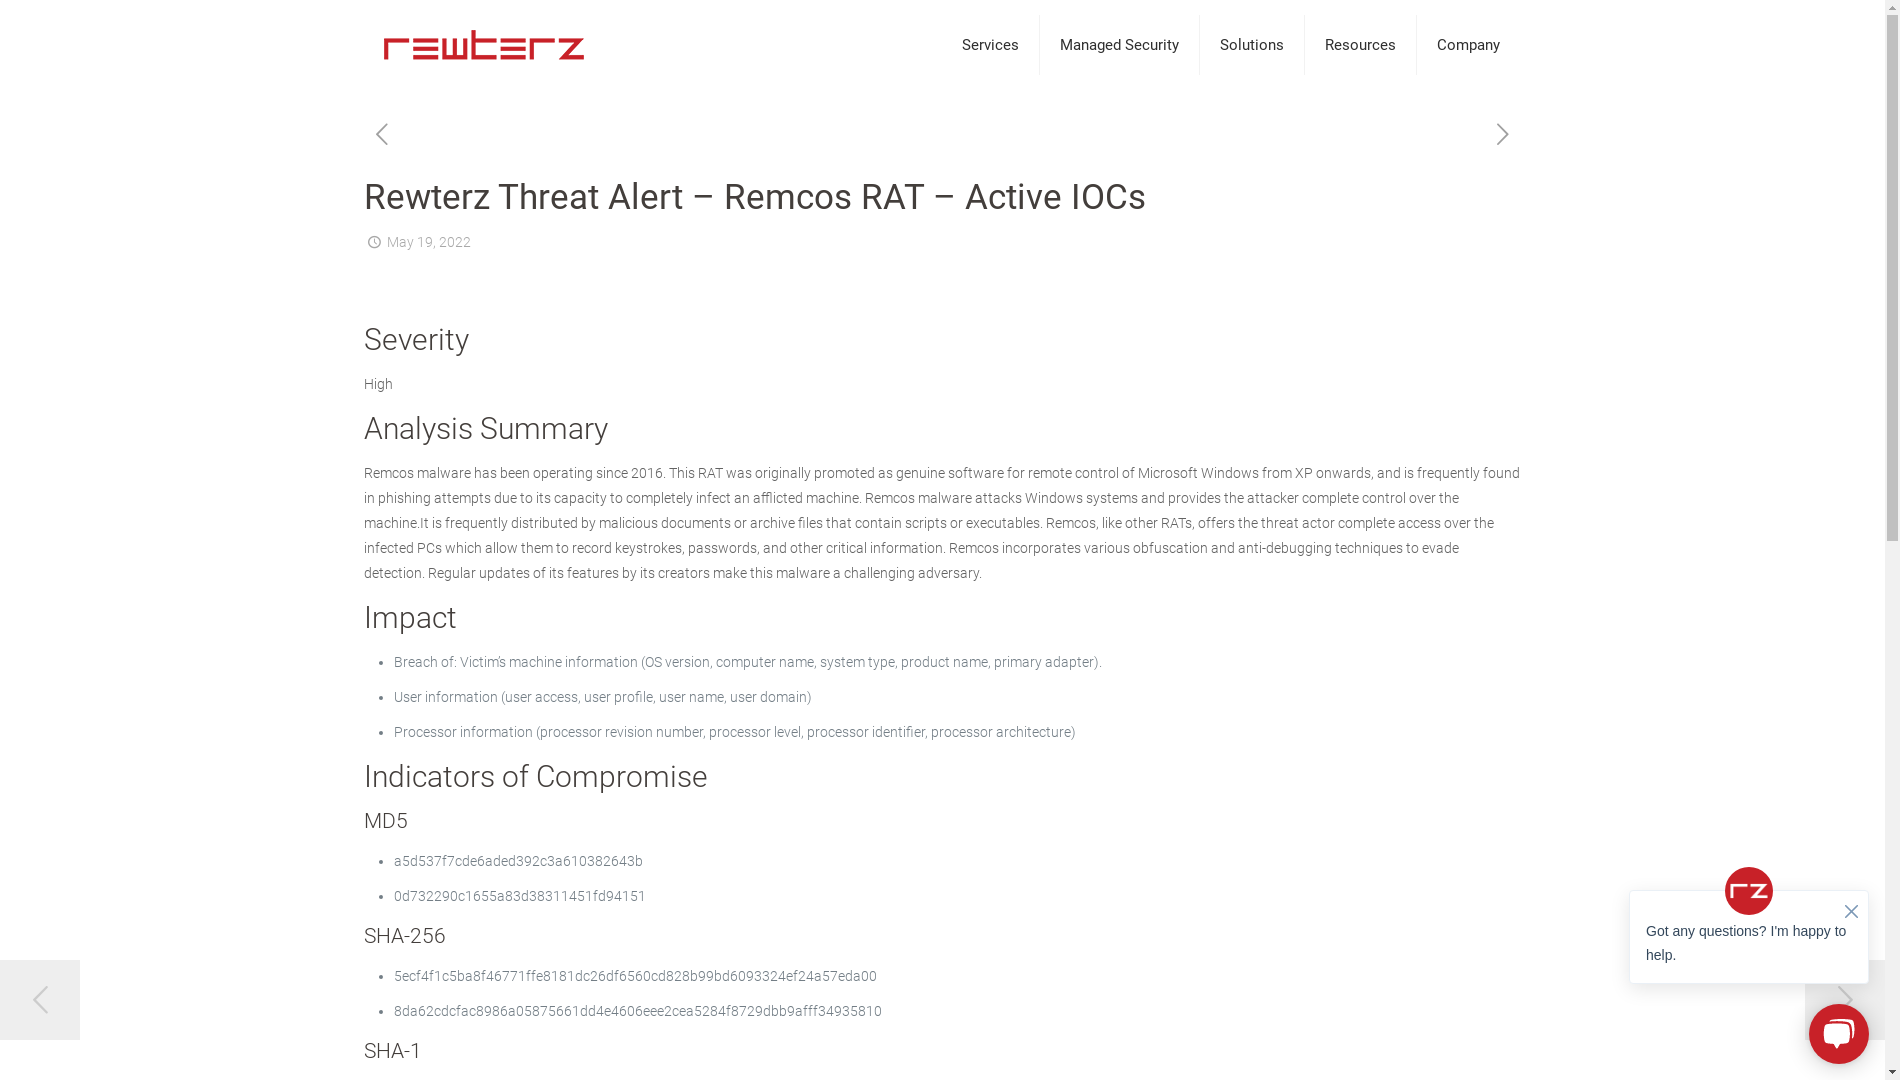 rewterz
Services
Managed Security
Solutions
Resources
Company
Rewterz Threat Alert – Remcos RAT – Active IOCs
May 19, 2022
Severity
High
Analysis Summary
Remcos malware has been operating since 2016. This RAT was originally promoted as genuine software for remote control of Microsoft Windows from XP onwards, and is frequently found
in phishing attempts due to its capacity to completely infect an afflicted machine. Remcos malware attacks Windows systems and provides the attacker complete control over the
machine.It is frequently distributed by malicious documents or archive files that contain scripts or executables. Remcos, like other RATs, offers the threat actor complete access over the
infected PCs which allow them to record keystrokes, passwords, and other critical information. Remcos incorporates various obfuscation and anti-debugging techniques to evade
detection. Regular updates of its features by its creators make this malware a challenging adversary.
Impact
Breach of: Victim's machine information (OS version, computer name, system type, product name, primary adapter).
User information (user access, user profile, user name, user domain)
Processor information (processor revision number, processor level, processor identifier, processor architecture)
Indicators of Compromise
MD5
a5d537f7cde6aded392c3a610382643b
0d732290c1655a83d38311451fd94151
SHA-256
5ecf4f1c5ba8f46771ffe8181dc26df6560cd828b99bd6093324ef24a57eda00
8da62cdcfac8986a05875661dd4e4606eee2cea5284f8729dbb9afff34935810
SHA-1
rz
Got any questions? I'm happy to
help.